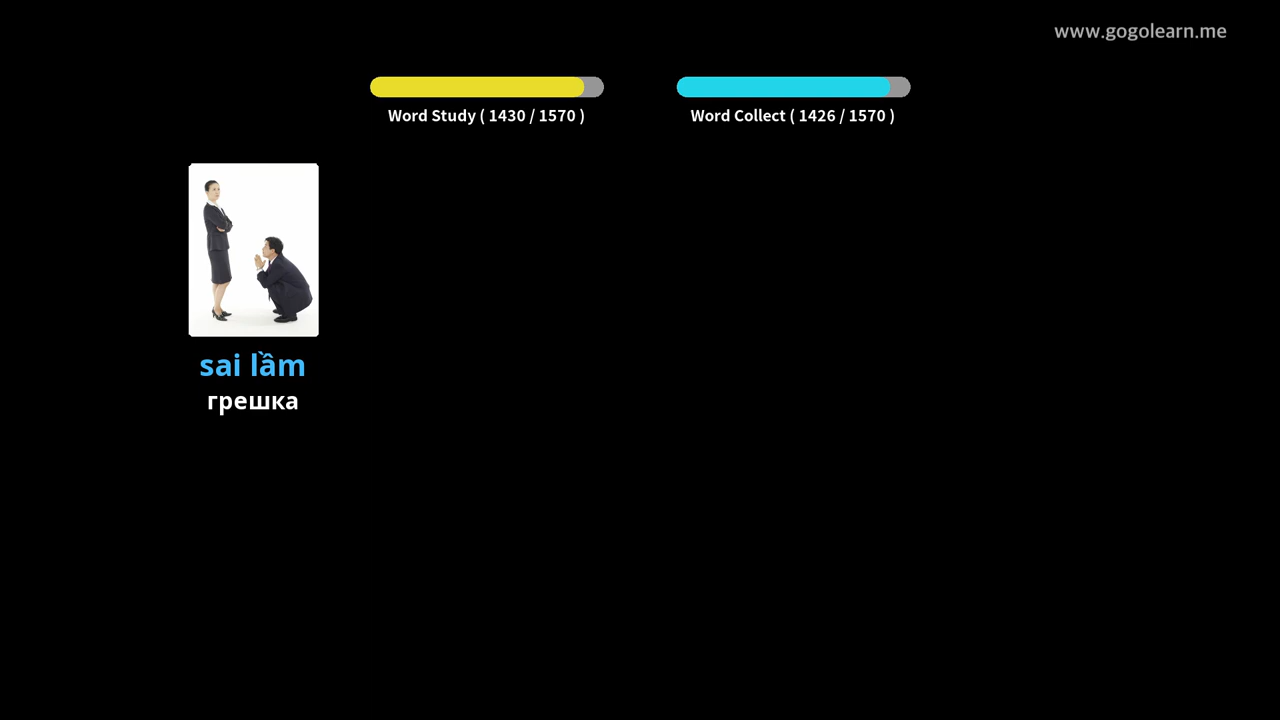 www.gogolearn.me
Word Study ( 1430 / 1570 )
Word Collect ( 1426 / 1570 )
sai lầm
грешка